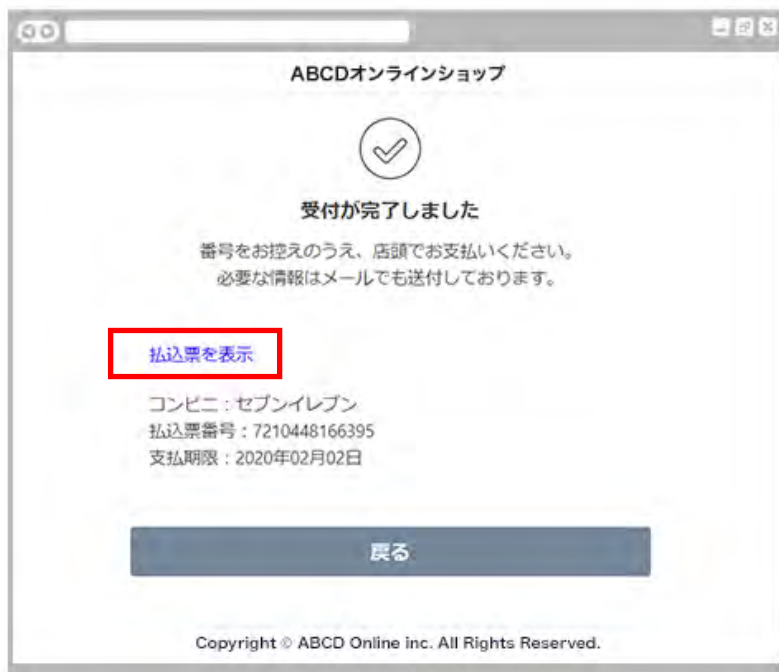 ABCDオンラインショップ
受付が完了しました
番号をお控えのうえ、店頭でお支払いください。
必要な情報はメールでも送付しております。
払込票を表示
コンビニ：セブンイレブン
払込票番号：7210448166395
支払期限：2020年02月02日
戻る
Copyright © ABCD Online inc. All Rights Reserved.